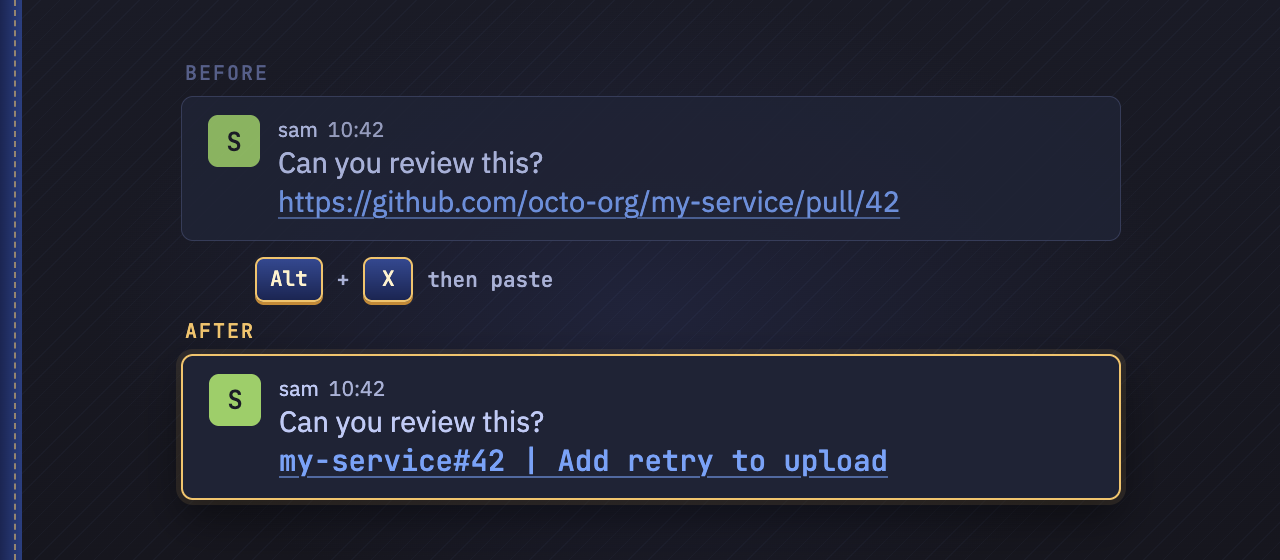 BEFORE
S
sam 10:42
Can you review this?
https://github.com/octo-org/my-service/pull/42
Alt + X then paste
AFTER
S
sam 10:42
Can you review this?
my-service#42 | Add retry to upload